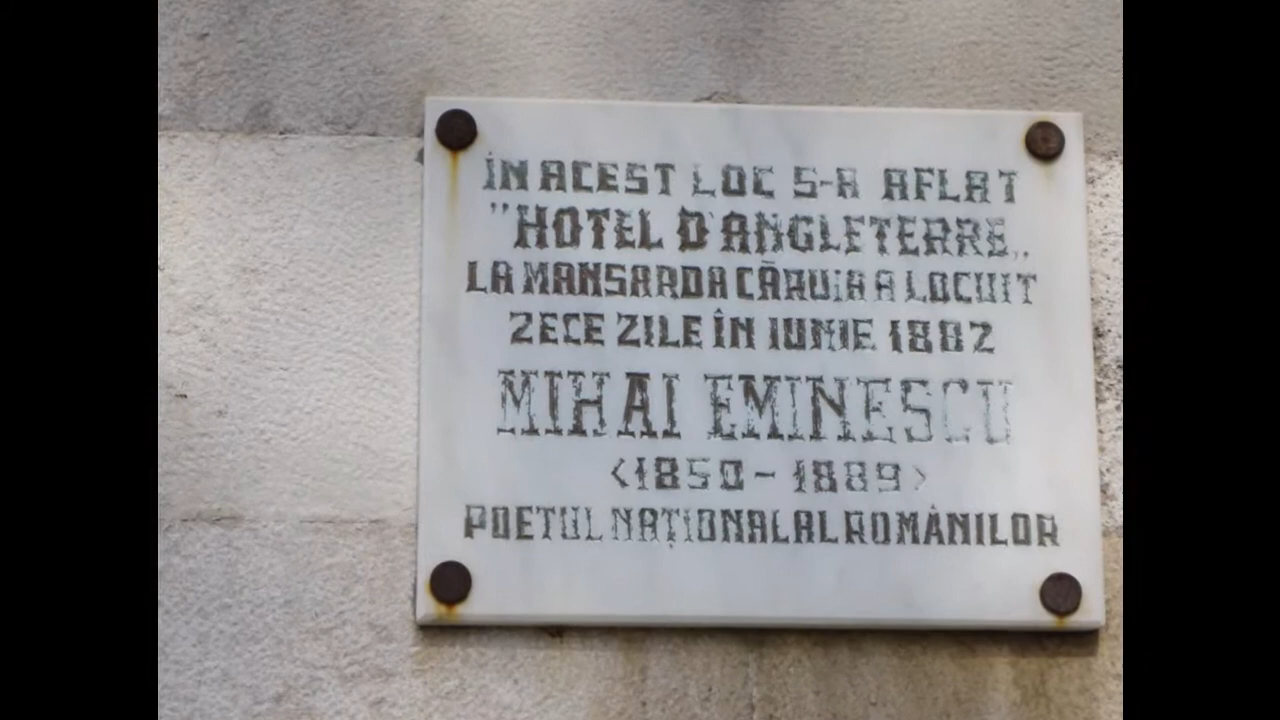 ÎN ACEST LOC S-A AFLAT
"HOTEL D'ANGLETERRE„
LA MANSARDA CĂRUIA A LOCUIT
ZECE ZILE ÎN IUNIE 1882
MIHAI EMINESCU
<1850-1889>
POETUL NAȚIONAL AL ROMÂNILOR